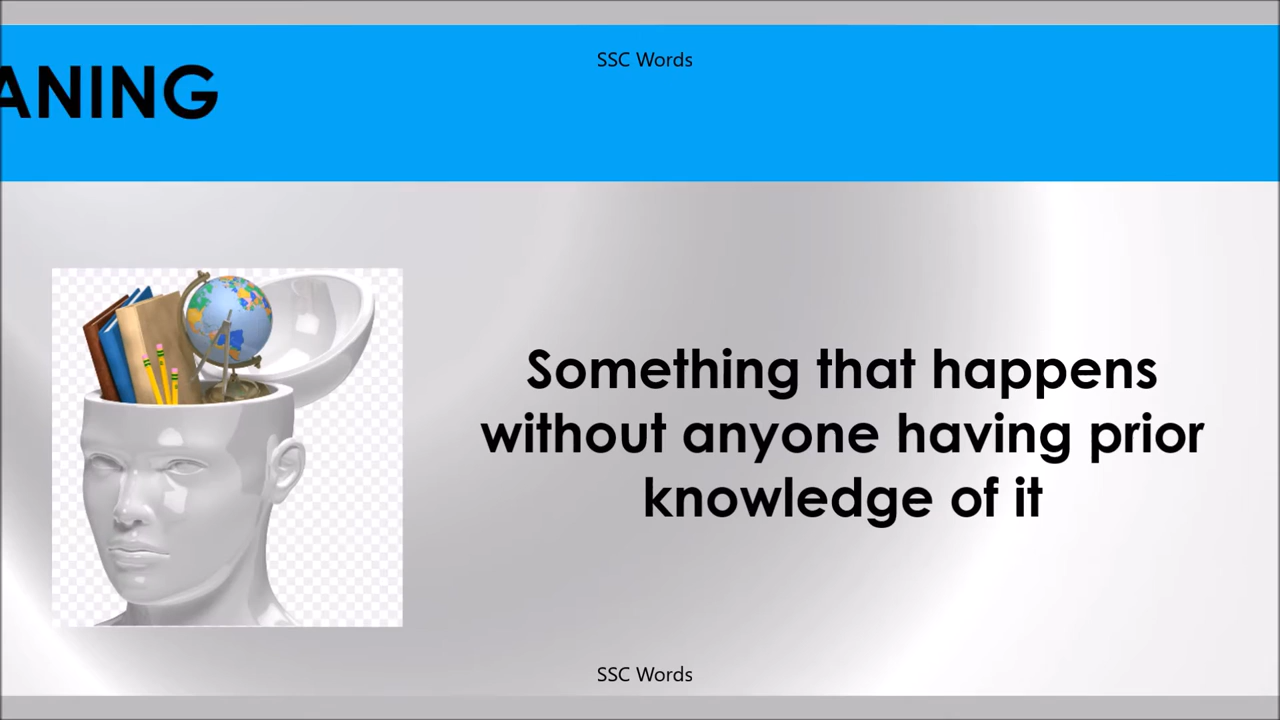 SSC Words
ANING
Something that happens
without anyone having prior
knowledge of it
SSC Words